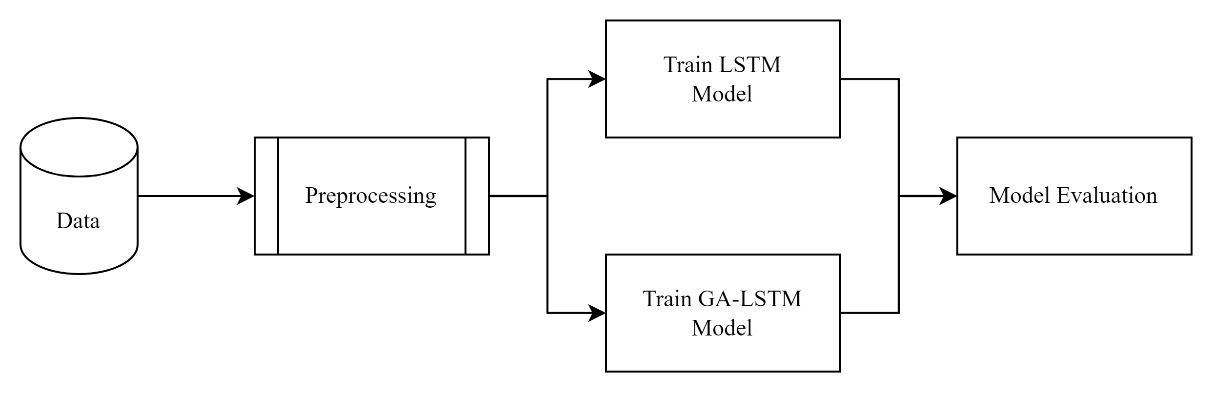 Data
Preprocessing
Train LSTM
Model
Train GA-LSTM
Model
Model Evaluation